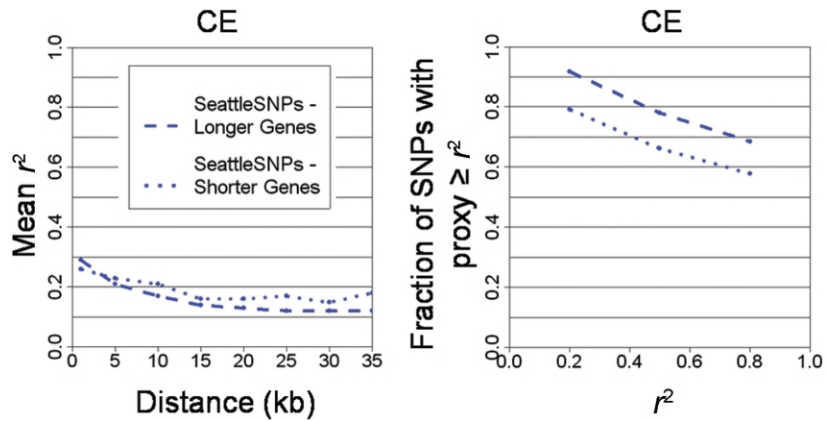 CE
Mean r²
1.0
0.8
0.6
0.4
0.2
0.0
SeattleSNPs -
Longer Genes
SeattleSNPs -
Shorter Genes
0 5 10 15 20 25 30 35
Distance (kb)
CE
Fraction of SNPs with
proxy ≥ r²
1.0
0.8
0.6
0.4
0.2
0.0
0.0 0.2 0.4 0.6 0.8 1.0
r²